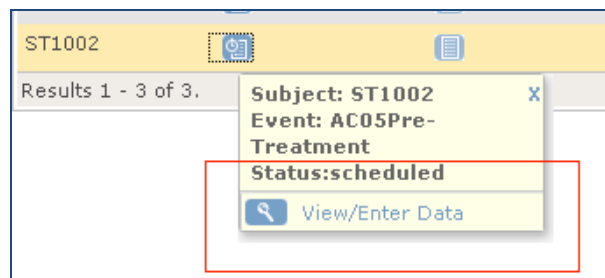 ST1002
Results 1 - 3 of 3.
Subject: ST1002 x
Event: AC05Pre-
Treatment
Status:scheduled
View/Enter Data